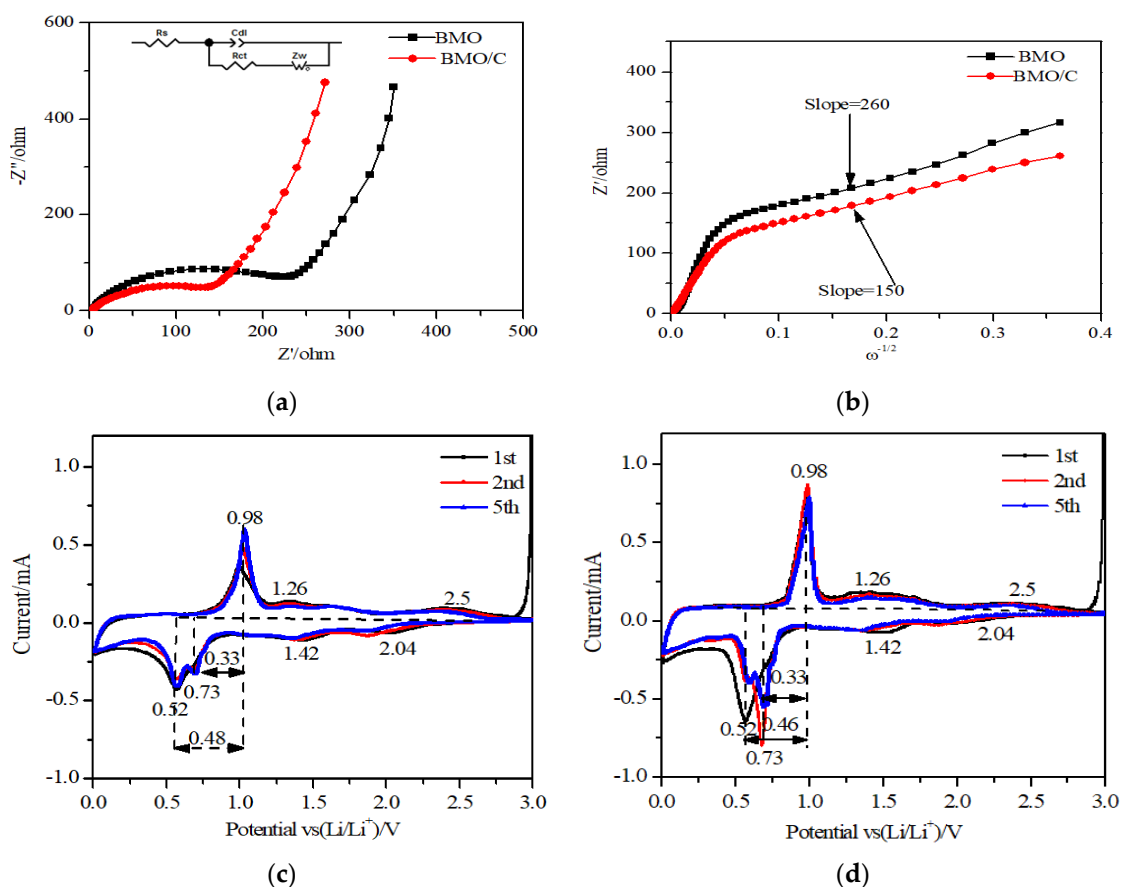 600
400
200
0
-Z"/ohm
Rs
Cdl
Rct
Zw
BMO
BMO/C
0
100
200
300
400
500
Z'/ohm
(a)
400
300
200
100
0
Z'/ohm
BMO
BMO/C
Slope=260
Slope=150
0.0
0.1
0.2
0.3
0.4
ω-1/2
(b)
1.0
0.5
0.0
-0.5
-1.0
Current/mA
1st
2nd
5th
0.98
1.26
2.5
0.33
1.42
2.04
0.73
0.52
0.48
0.0
0.5
1.0
1.5
2.0
2.5
3.0
Potential vs(Li/Li+)/V
(c)
1.0
0.5
0.0
-0.5
-1.0
Current/mA
1st
2nd
5th
0.98
1.26
2.5
1.42
2.04
0.33
0.52
0.46
0.73
0.0
0.5
1.0
1.5
2.0
2.5
3.0
Potential vs(Li/Li+)/V
(d)